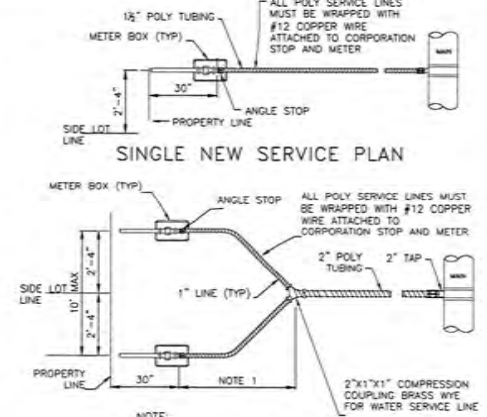 ALL POLY SERVICE LINES
MUST BE WRAPPED WITH
#12 COPPER WIRE
ATTACHED TO CORPORATION
STOP AND METER
1½" POLY TUBING
METER BOX (TYP)
MAIN
2'-4"
30"
ANGLE STOP
PROPERTY LINE
SIDE LOT
LINE
SINGLE NEW SERVICE PLAN
METER BOX (TYP)
ANGLE STOP
ALL POLY SERVICE LINES MUST
BE WRAPPED WITH #12 COPPER
WIRE ATTACHED TO
CORPORATION STOP AND METER
2" POLY
TUBING
2" TAP
MAIN
SIDE LOT
LINE
10' MAX
2'-4"
2'-4"
1" LINE (TYP)
PROPERTY
LINE
30"
NOTE 1
2"X1"X1" COMPRESSION
COUPLING BRASS WYE
FOR WATER SERVICE LINE
NOTE: